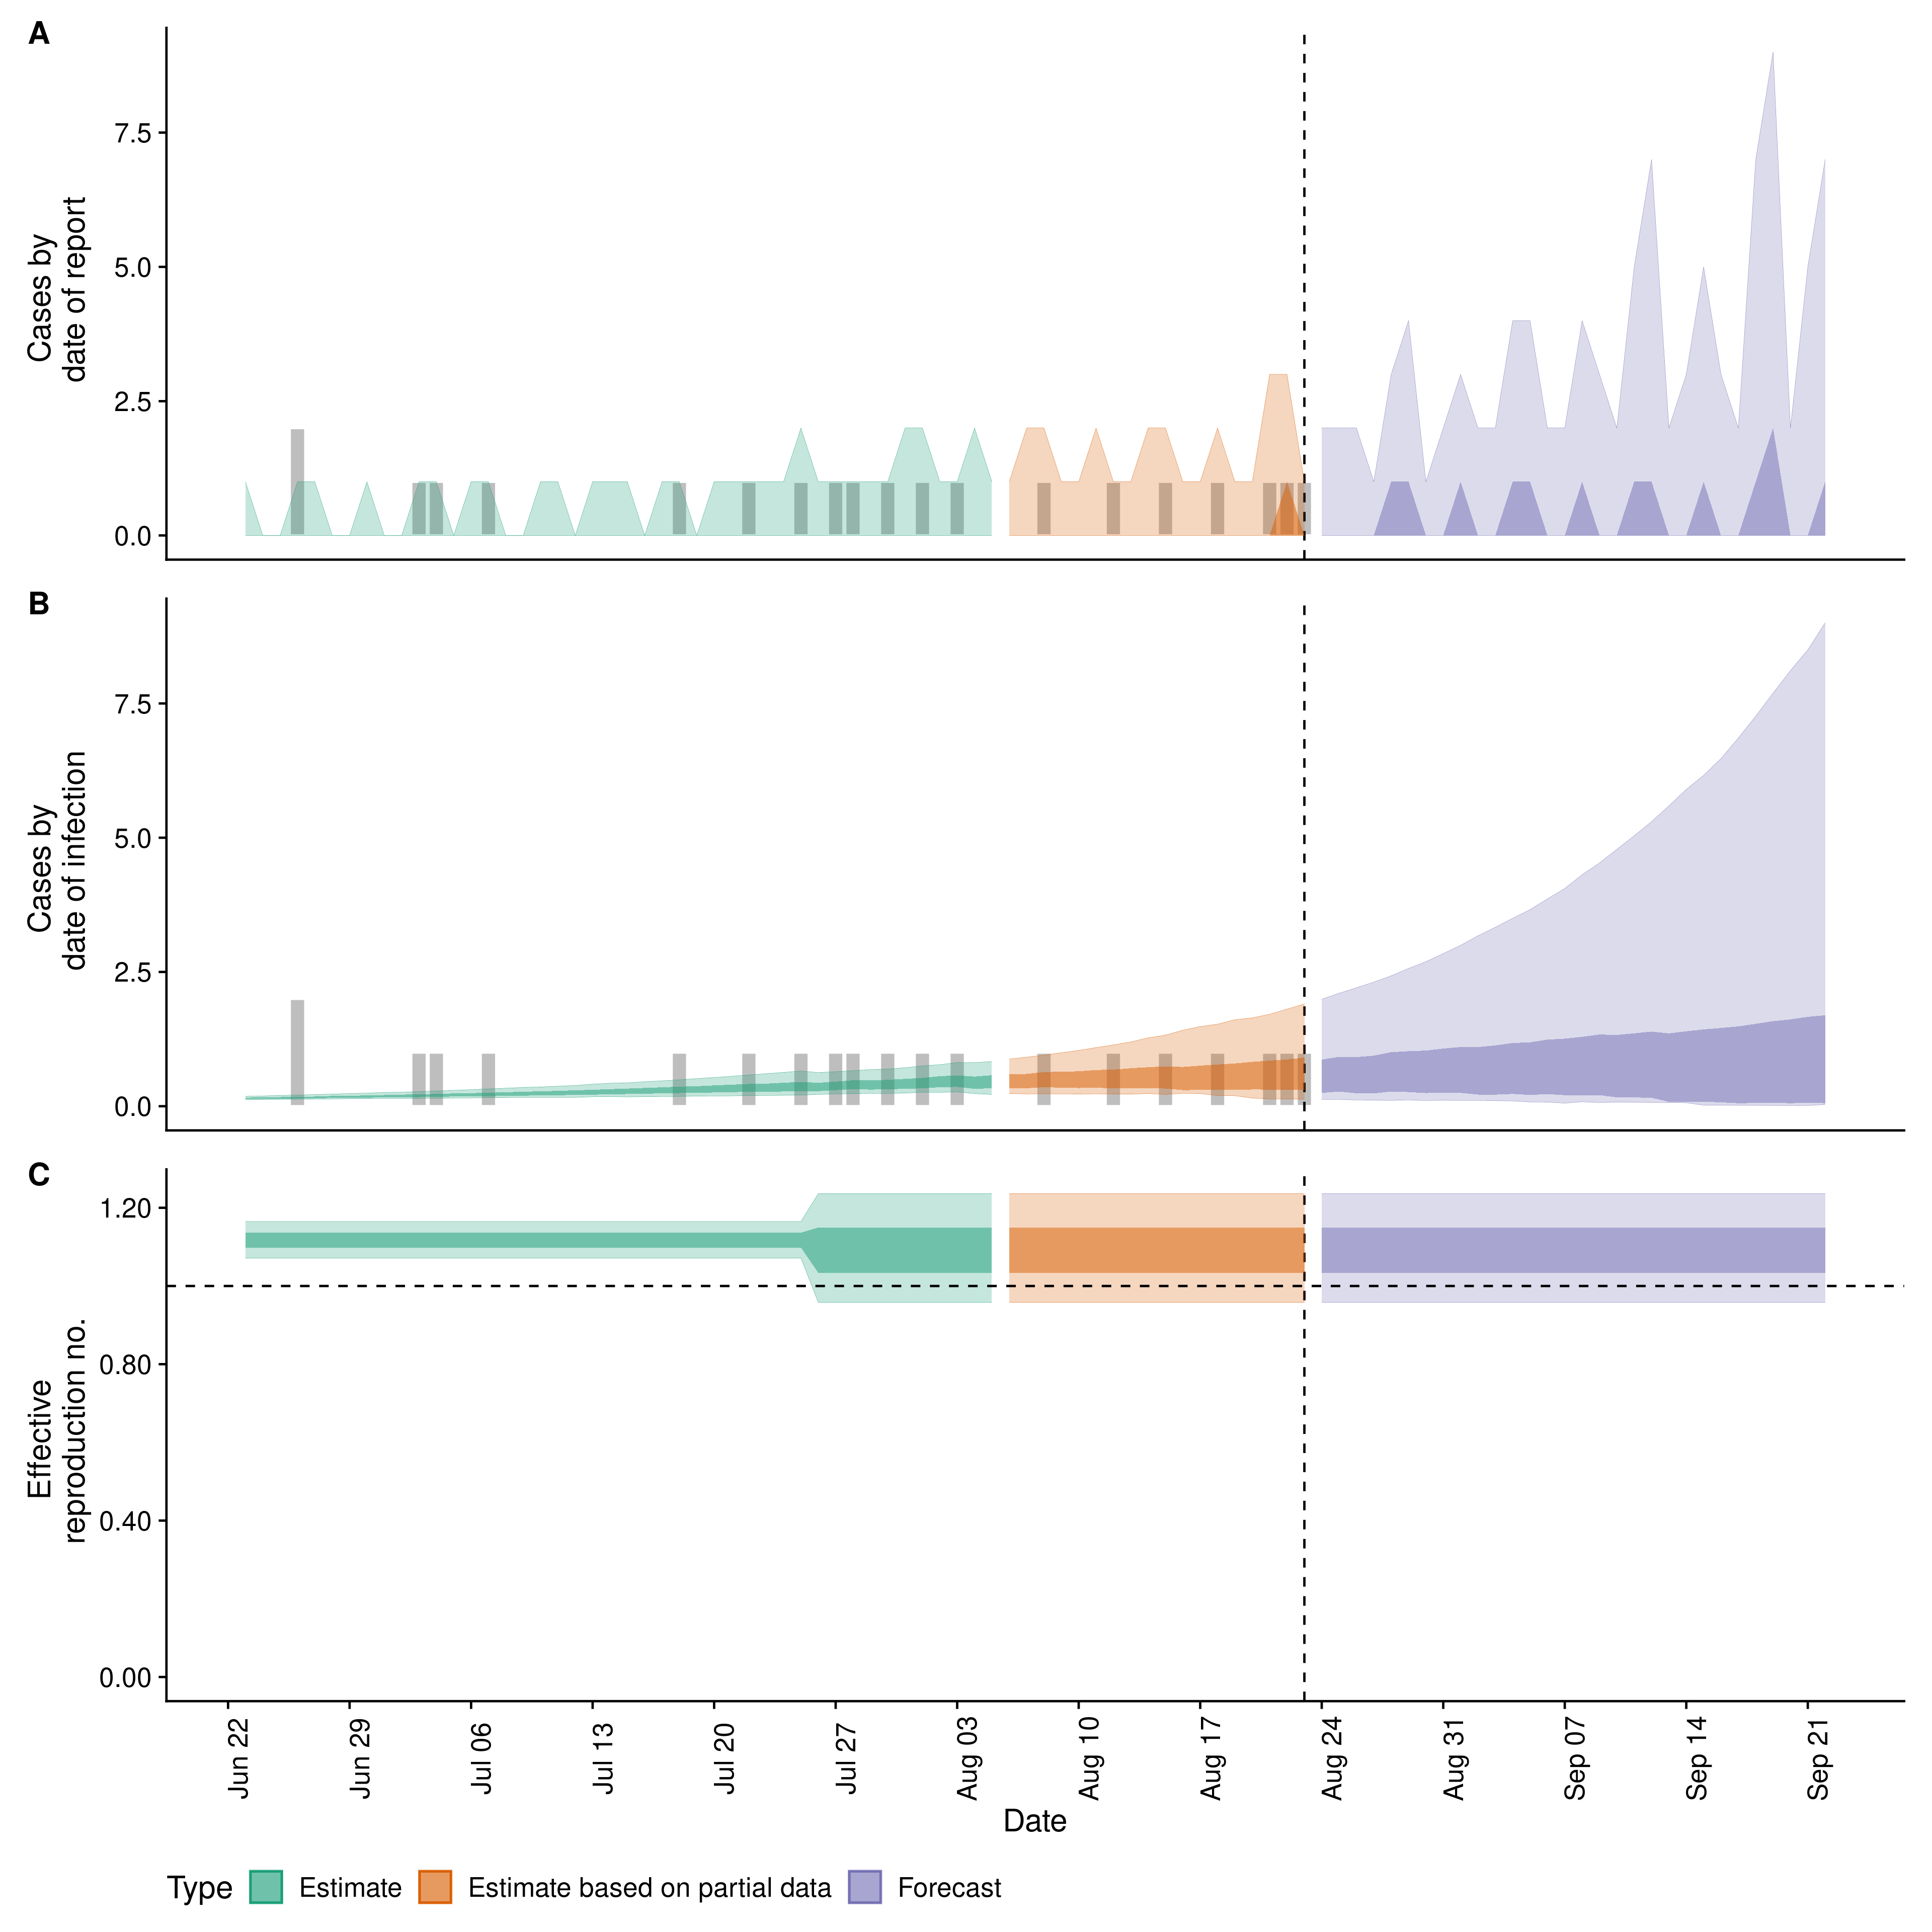 A
Cases by
date of report
7.5
5.0
2.5
0.0
B
Cases by
date of infection
7.5
5.0
2.5
0.0
C
Effective
reproduction no.
1.20
0.80
0.40
0.00
Jun 22
Jun 29
Jul 06
Jul 13
Jul 20
Jul 27
Aug 03
Aug 10
Aug 17
Aug 24
Aug 31
Sep 07
Sep 14
Sep 21
Date
Type
Estimate
Estimate based on partial data
Forecast